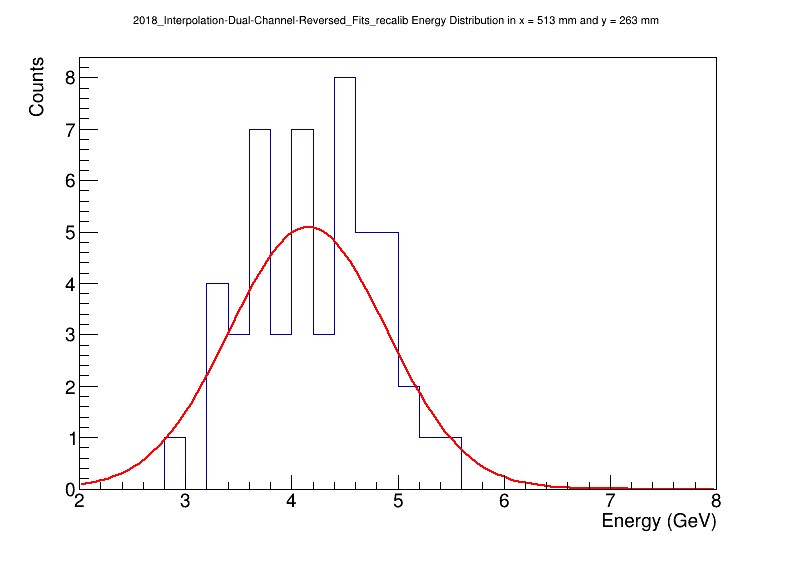 2018_Interpolation-Dual-Channel-Reversed_Fits_recalib Energy Distribution in x = 513 mm and y = 263 mm
Counts
8
7
6
5
4
3
2
1
0
2 3 4 5 6 7 8
Energy (GeV)